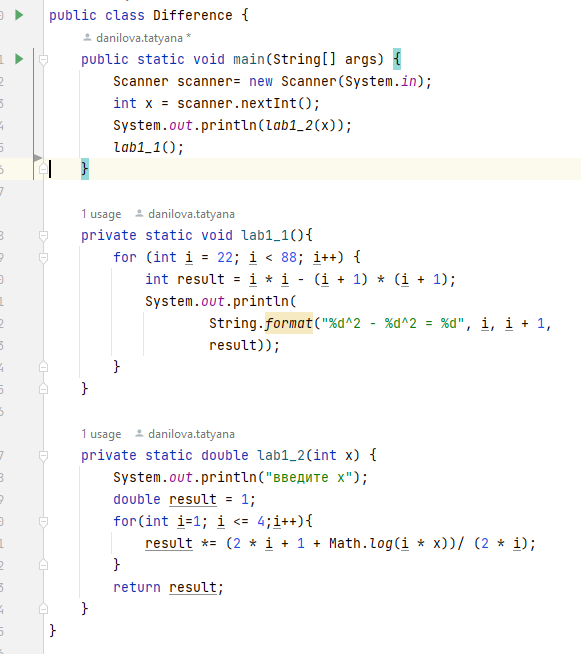 public class Difference {
danilova.tatyana *
public static void main(String[] args) {
Scanner scanner= new Scanner(System.in);
int x = scanner.nextInt();
System.out.println(lab1_2(x));
lab1_1();
}
1 usage danilova.tatyana
private static void lab1_1(){
for (int i = 22; i < 88; i++) {
int result = i * i - (i + 1) * (i + 1);
System.out.println(
String.format("%d^2 - %d^2 = %d", i, i + 1,
result));
}
}
1 usage danilova.tatyana
private static double lab1_2(int x) {
System.out.println("введите x");
double result = 1;
for(int i=1; i <= 4;i++){
result *= (2 * i + 1 + Math.log(i * x))/ (2 * i);
}
return result;
}
}